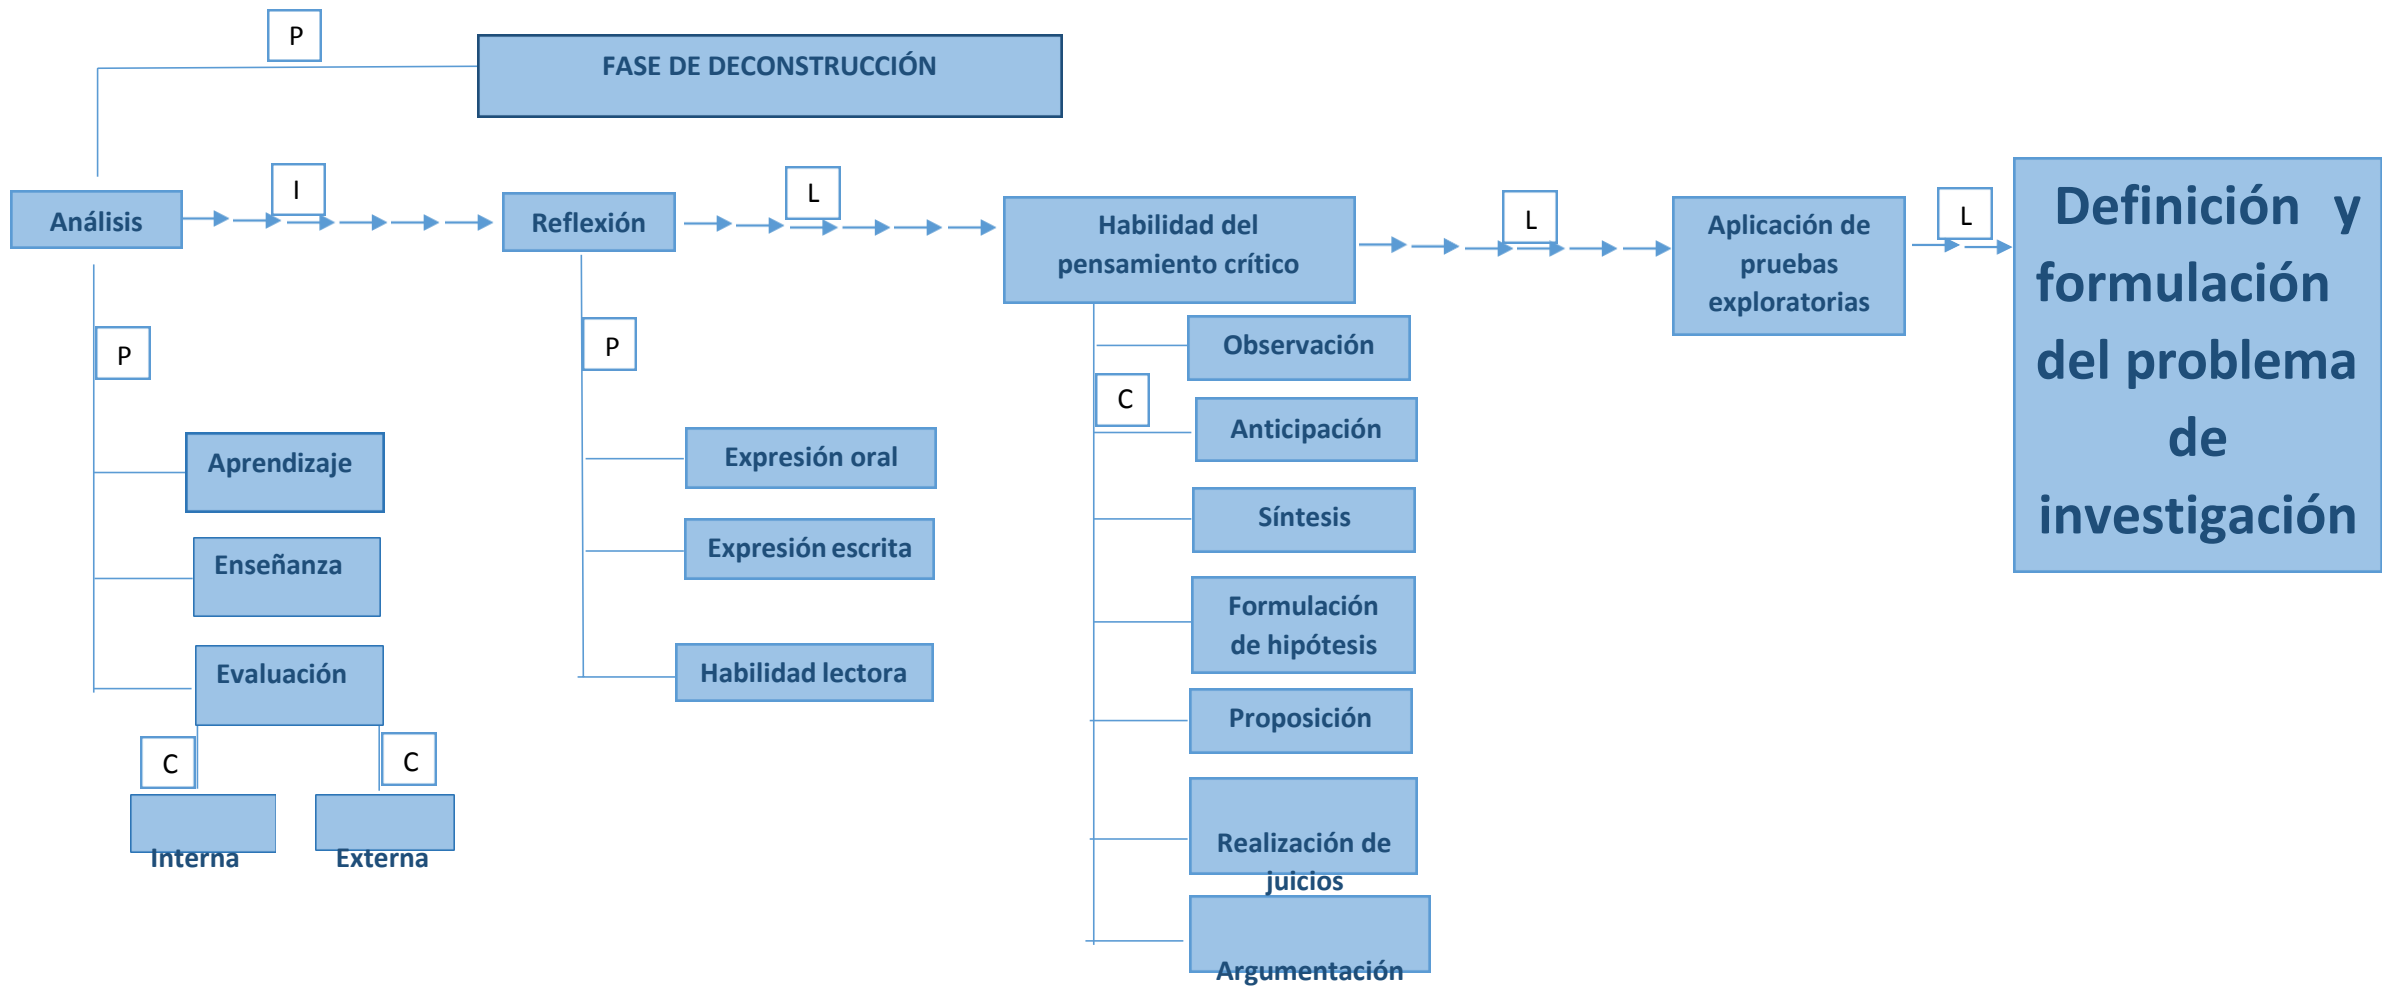 P
FASE DE DECONSTRUCCIÓN
Análisis
I
Reflexión
L
Habilidad del
pensamiento crítico
L
Aplicación de
pruebas
exploratorias
L
Definición y
formulación
del problema
de
investigación
P
Aprendizaje
Enseñanza
Evaluación
C
C
Interna
Externa
P
Expresión oral
Expresión escrita
Habilidad lectora
C
Observación
Anticipación
Síntesis
Formulación
de hipótesis
Proposición
Realización de
juicios
Argumentación